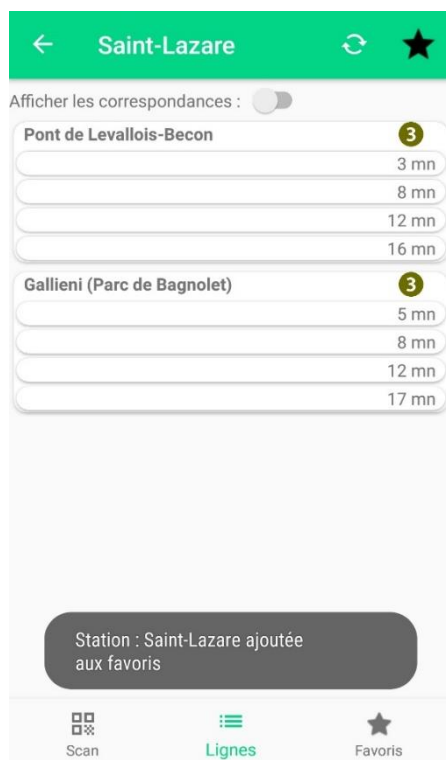 Saint-Lazare
Afficher les correspondances :
Pont de Levallois-Becon 3
3 mn
8 mn
12 mn
16 mn
Gallieni (Parc de Bagnolet) 3
5 mn
8 mn
12 mn
17 mn
Station : Saint-Lazare ajoutée
aux favoris
Scan Lignes Favoris